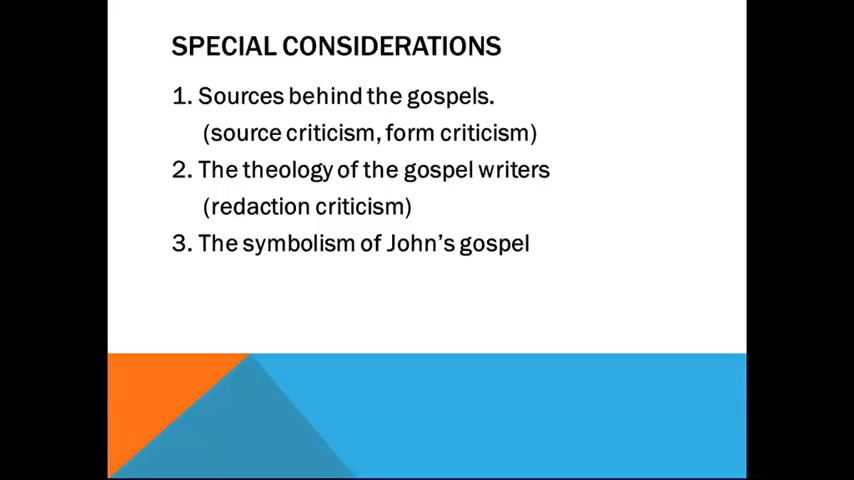 SPECIAL CONSIDERATIONS
1. Sources behind the gospels.
(source criticism, form criticism)
2. The theology of the gospel writers
(redaction criticism)
3. The symbolism of John’s gospel